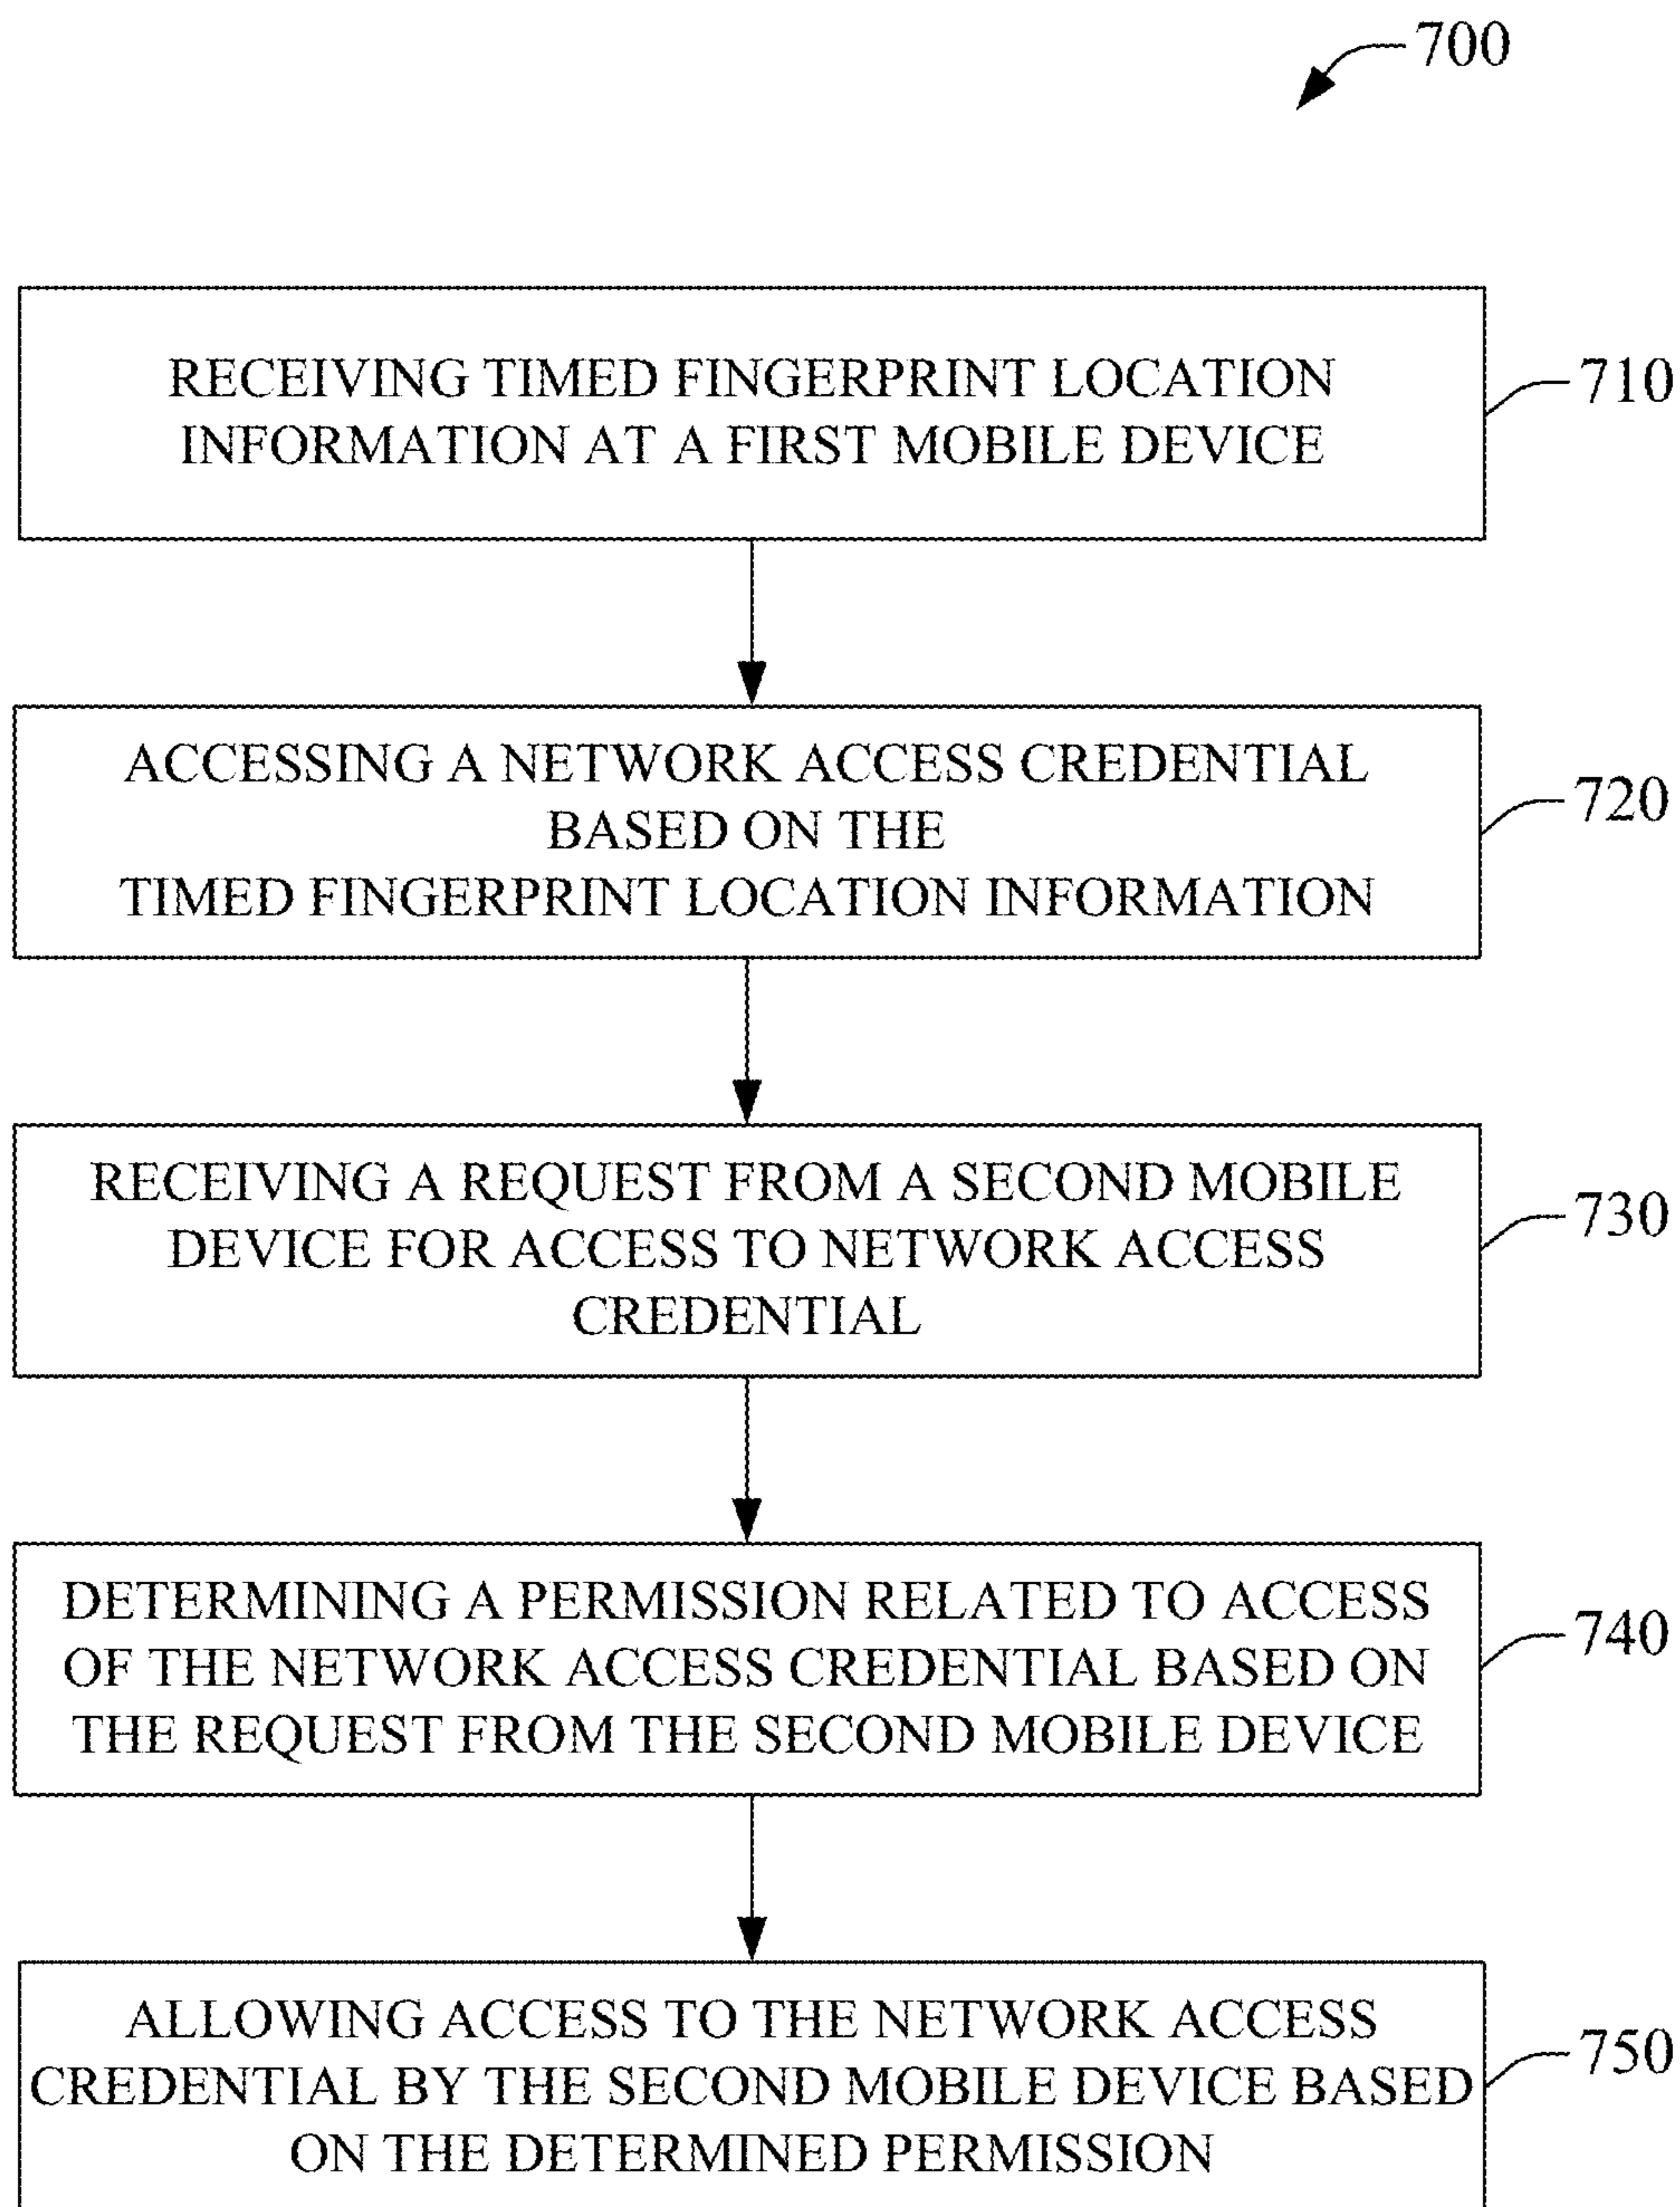 700
RECEIVING TIMED FINGERPRINT LOCATION
INFORMATION AT A FIRST MOBILE DEVICE
710
ACCESSING A NETWORK ACCESS CREDENTIAL
BASED ON THE
TIMED FINGERPRINT LOCATION INFORMATION
720
RECEIVING A REQUEST FROM A SECOND MOBILE
DEVICE FOR ACCESS TO NETWORK ACCESS
CREDENTIAL
730
DETERMINING A PERMISSION RELATED TO ACCESS
OF THE NETWORK ACCESS CREDENTIAL BASED ON
THE REQUEST FROM THE SECOND MOBILE DEVICE
740
ALLOWING ACCESS TO THE NETWORK ACCESS
CREDENTIAL BY THE SECOND MOBILE DEVICE BASED
ON THE DETERMINED PERMISSION
750